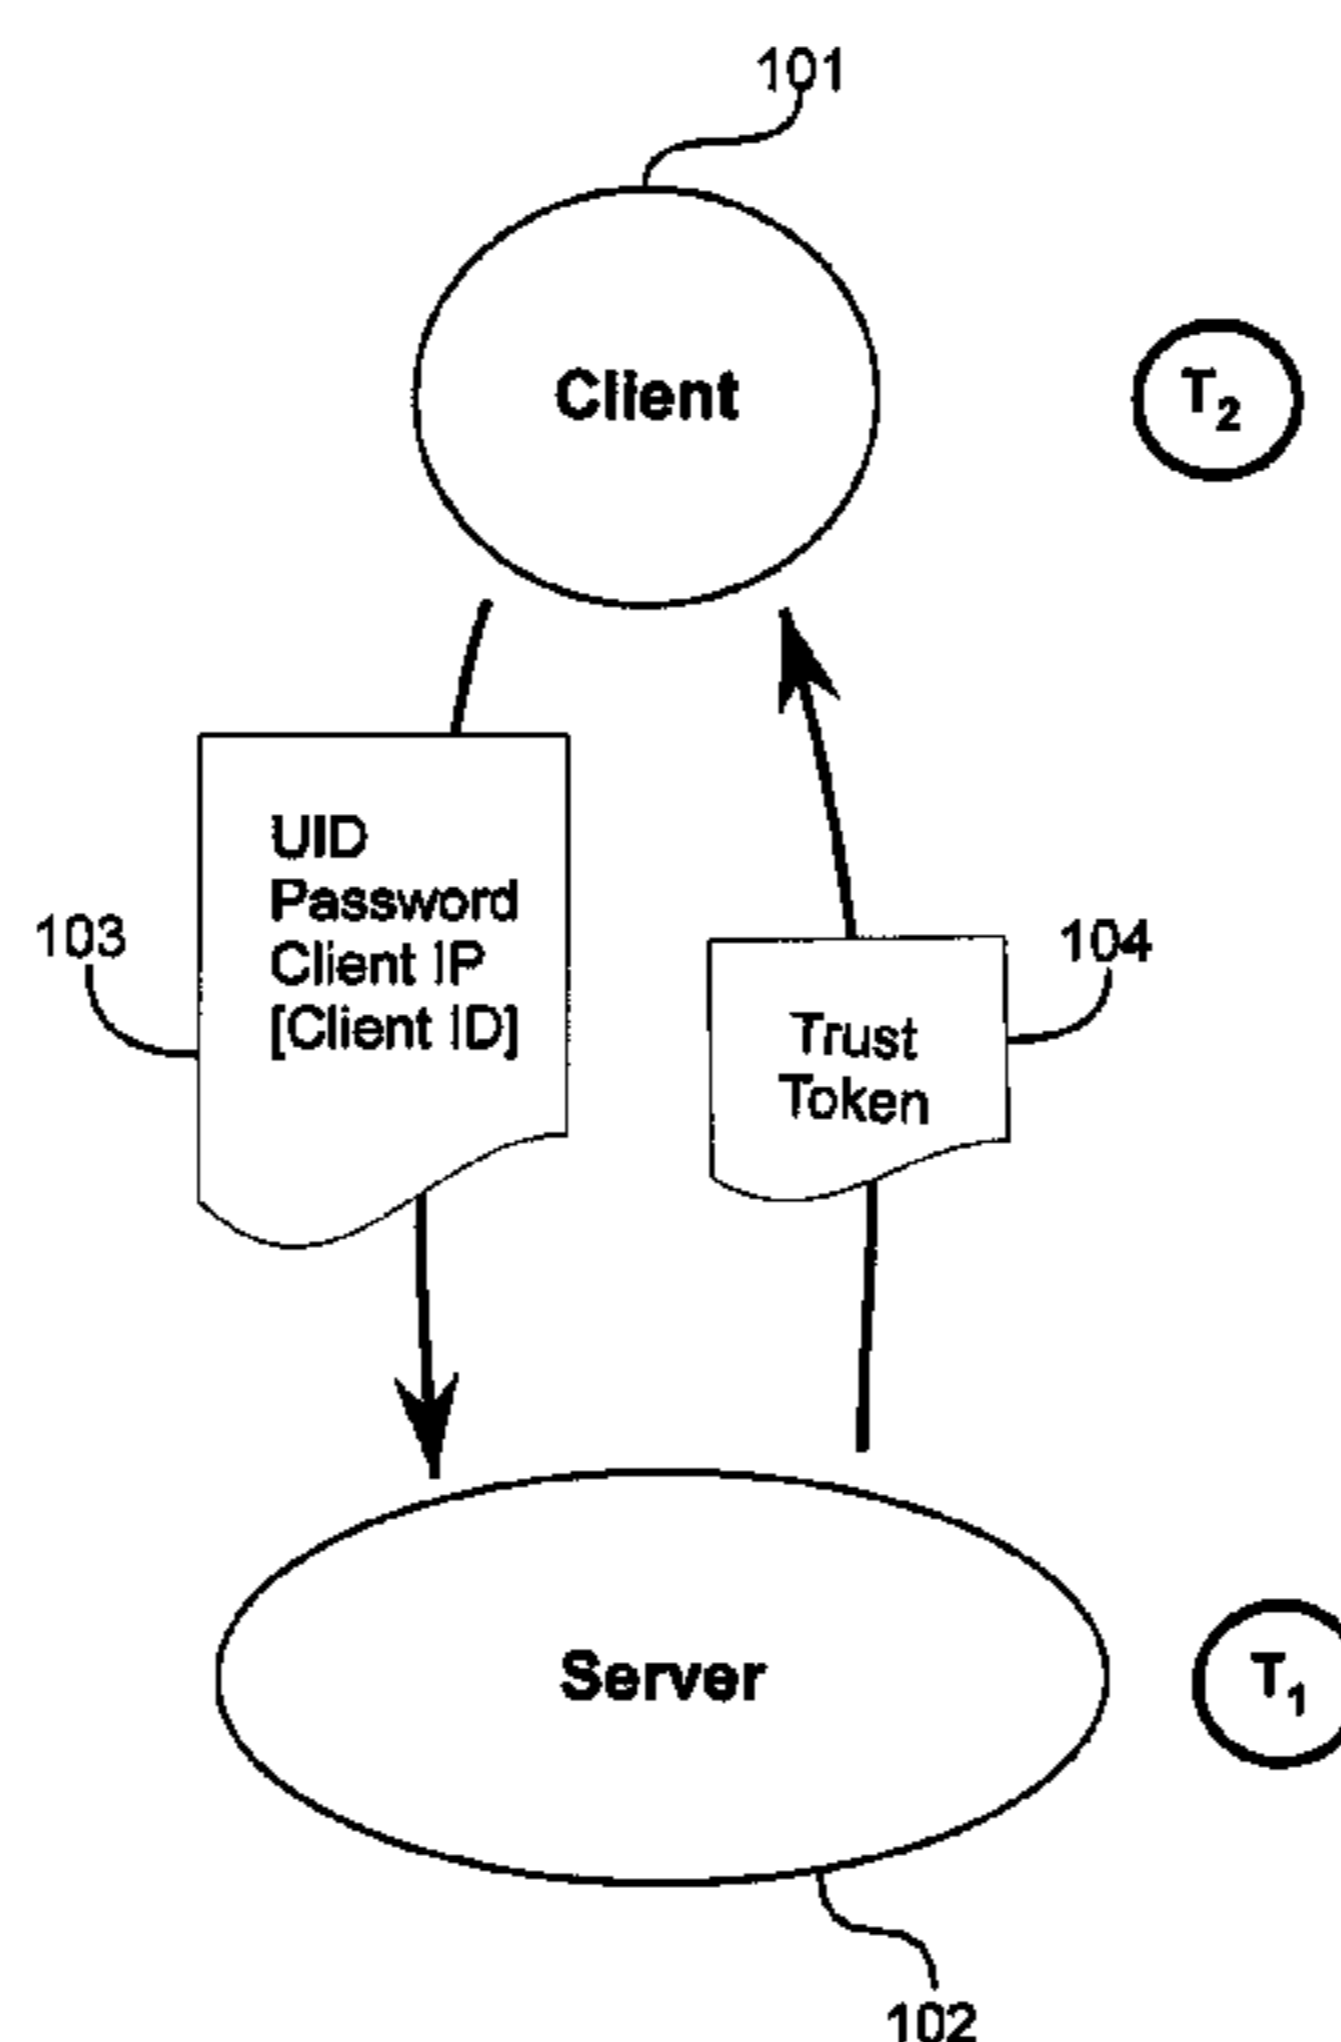 101
Client
T2
UID
Password
Client IP
[Client ID]
103
104
Trust
Token
Server
T1
102